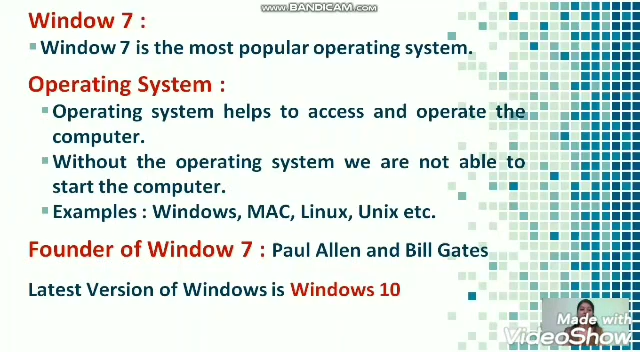 www.BANDICAM.com
Window 7 :
Window 7 is the most popular operating system.
Operating System :
Operating system helps to access and operate the
computer.
Without the operating system we are not able to
start the computer.
Examples : Windows, MAC, Linux, Unix etc.
Founder of Window 7 : Paul Allen and Bill Gates
Latest Version of Windows is Windows 10
Made with
VideoShow